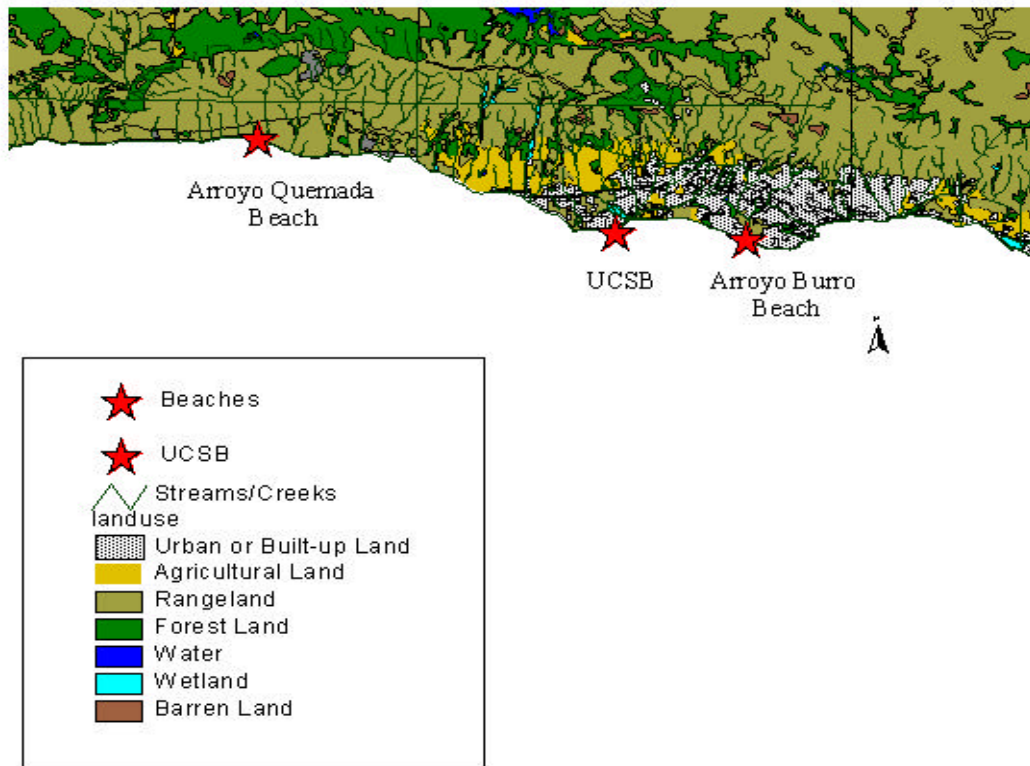 Arroyo Quemada
Beach
UCSB
Arroyo Burro
Beach
Beaches
UCSB
Streams/Creeks
landuse
Urban or Built-up Land
Agricultural Land
Rangeland
Forest Land
Water
Wetland
Barren Land